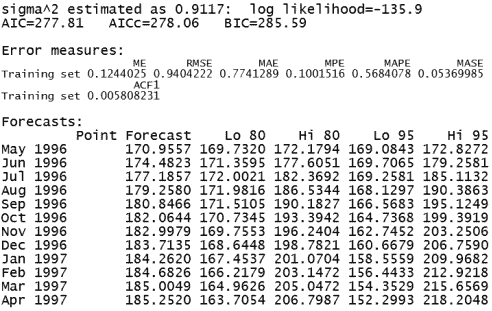 sigma^2 estimated as 0.9117:  log likelihood=-135.9
AIC=277.81   AICc=278.06   BIC=285.59
Error measures:
ME      RMSE       MAE       MPE      MAPE       MASE
Training set 0.1244025 0.9404222 0.7741289 0.1001516 0.5684078 0.05369985
ACF1
Training set 0.005808231
Forecasts:
Point Forecast    Lo 80    Hi 80    Lo 95    Hi 95
May 1996       170.9557 169.7320 172.1794 169.0843 172.8272
Jun 1996       174.4823 171.3595 177.6051 169.7065 179.2581
Jul 1996       177.1857 172.0021 182.3692 169.2581 185.1132
Aug 1996       179.2580 171.9816 186.5344 168.1297 190.3863
Sep 1996       180.8466 171.5105 190.1827 166.5683 195.1249
Oct 1996       182.0644 170.7345 193.3942 164.7368 199.3919
Nov 1996       182.9979 169.7553 196.2404 162.7452 203.2506
Dec 1996       183.7135 168.6448 198.7821 160.6679 206.7590
Jan 1997       184.2620 167.4537 201.0704 158.5559 209.9682
Feb 1997       184.6826 166.2179 203.1472 156.4433 212.9218
Mar 1997       185.0049 164.9626 205.0472 154.3529 215.6569
Apr 1997       185.2520 163.7054 206.7987 152.2993 218.2048